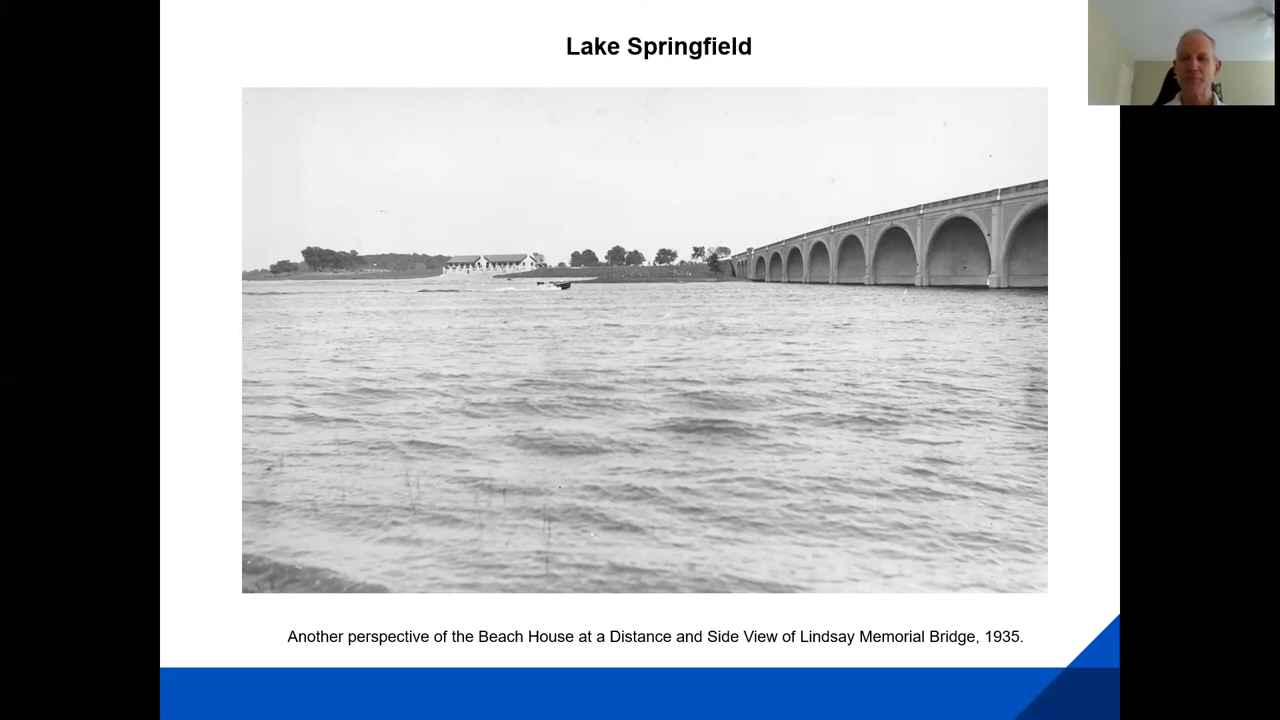 Lake Springfield
Another perspective of the Beach House at a Distance and Side View of Lindsay Memorial Bridge, 1935.